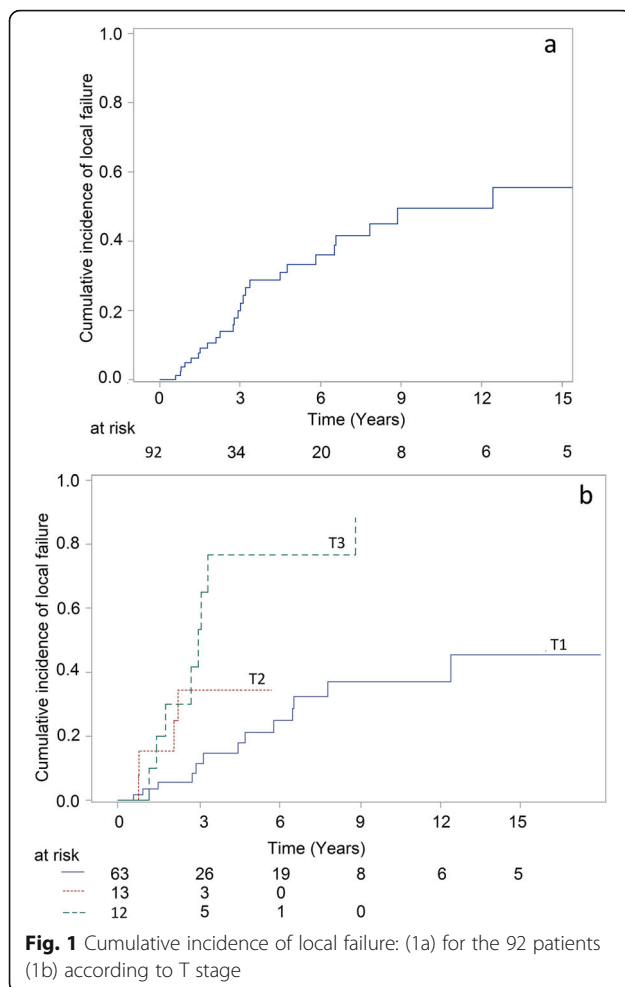 a
Cumulative incidence of local failure
1.0
0.8
0.6
0.4
0.2
0.0
0 3 6 9 12 15
Time (Years)
at risk
92 34 20 8 6 5
b
Cumulative incidence of local failure
1.0
0.8
0.6
0.4
0.2
0.0
T3
T2
T1
0 3 6 9 12 15
Time (Years)
at risk
63 26 19 8 6 5
13 3 0
12 5 1 0
Fig. 1 Cumulative incidence of local failure: (1a) for the 92 patients
(1b) according to T stage